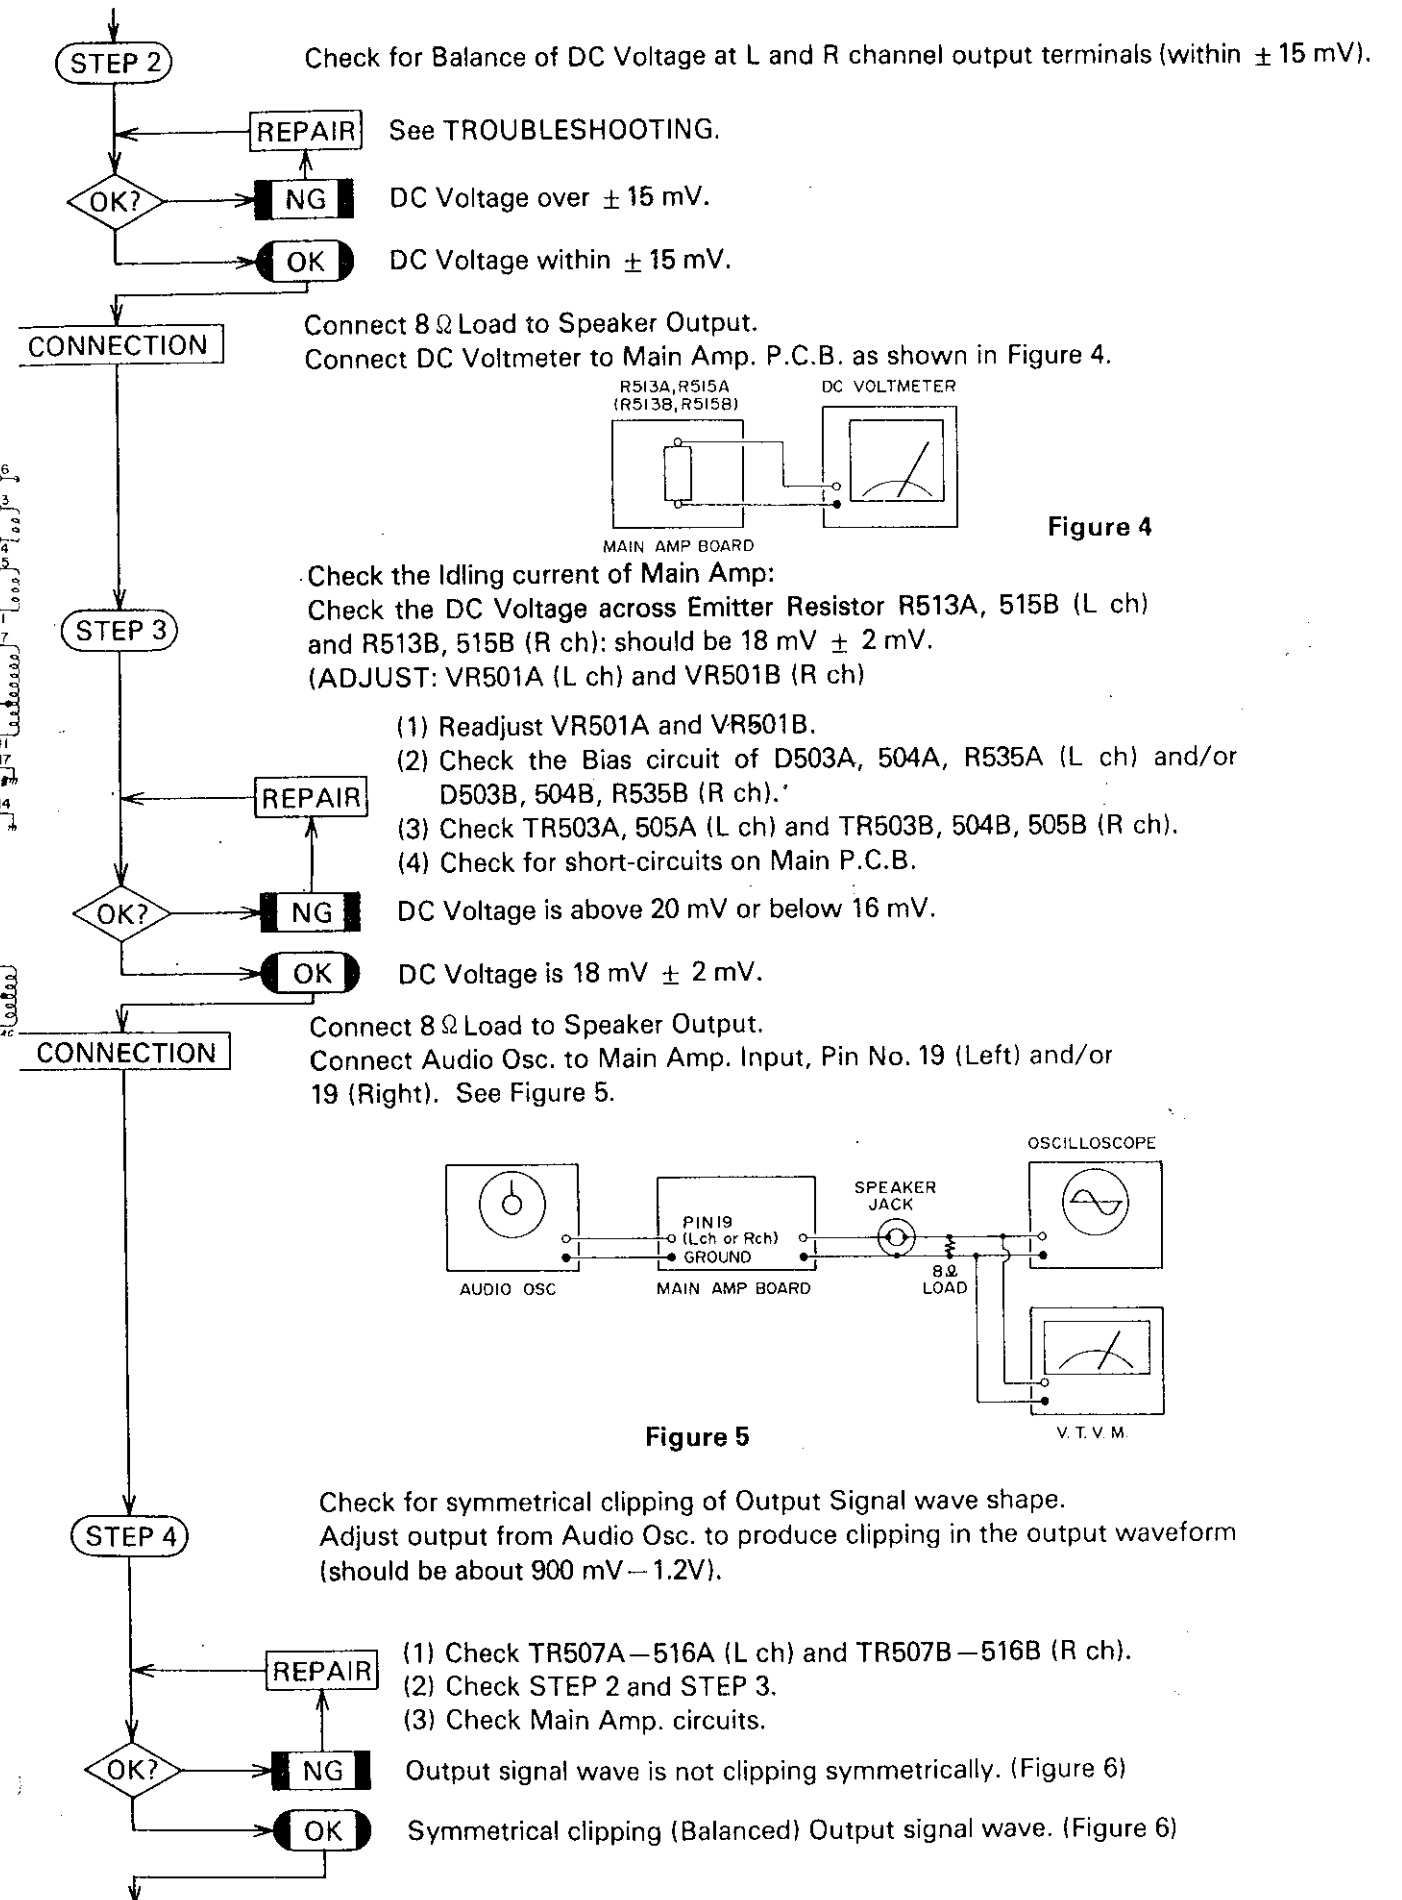 STEP 2
Check for Balance of DC Voltage at L and R channel output terminals (within ± 15 mV).
REPAIR
See TROUBLESHOOTING.
OK?
NG
DC Voltage over ± 15 mV.
OK
DC Voltage within ± 15 mV.
CONNECTION
Connect 8 Ω Load to Speaker Output.
Connect DC Voltmeter to Main Amp. P.C.B. as shown in Figure 4.
R513A, R515A
(R513B, R515B)
DC VOLTMETER
MAIN AMP BOARD
Figure 4
STEP 3
Check the Idling current of Main Amp:
Check the DC Voltage across Emitter Resistor R513A, 515B (L ch)
and R513B, 515B (R ch): should be 18 mV ± 2 mV.
(ADJUST: VR501A (L ch) and VR501B (R ch)
REPAIR
(1) Readjust VR501A and VR501B.
(2) Check the Bias circuit of D503A, 504A, R535A (L ch) and/or
D503B, 504B, R535B (R ch).
(3) Check TR503A, 505A (L ch) and TR503B, 504B, 505B (R ch).
(4) Check for short-circuits on Main P.C.B.
OK?
NG
DC Voltage is above 20 mV or below 16 mV.
OK
DC Voltage is 18 mV ± 2 mV.
CONNECTION
Connect 8 Ω Load to Speaker Output.
Connect Audio Osc. to Main Amp. Input, Pin No. 19 (Left) and/or
19 (Right). See Figure 5.
AUDIO OSC
PIN19
(Lch or Rch)
GROUND
MAIN AMP BOARD
SPEAKER
JACK
8Ω
LOAD
OSCILLOSCOPE
V. T. V. M.
Figure 5
STEP 4
Check for symmetrical clipping of Output Signal wave shape.
Adjust output from Audio Osc. to produce clipping in the output waveform
(should be about 900 mV—1.2V).
REPAIR
(1) Check TR507A—516A (L ch) and TR507B—516B (R ch).
(2) Check STEP 2 and STEP 3.
(3) Check Main Amp. circuits.
OK?
NG
Output signal wave is not clipping symmetrically. (Figure 6)
OK
Symmetrical clipping (Balanced) Output signal wave. (Figure 6)